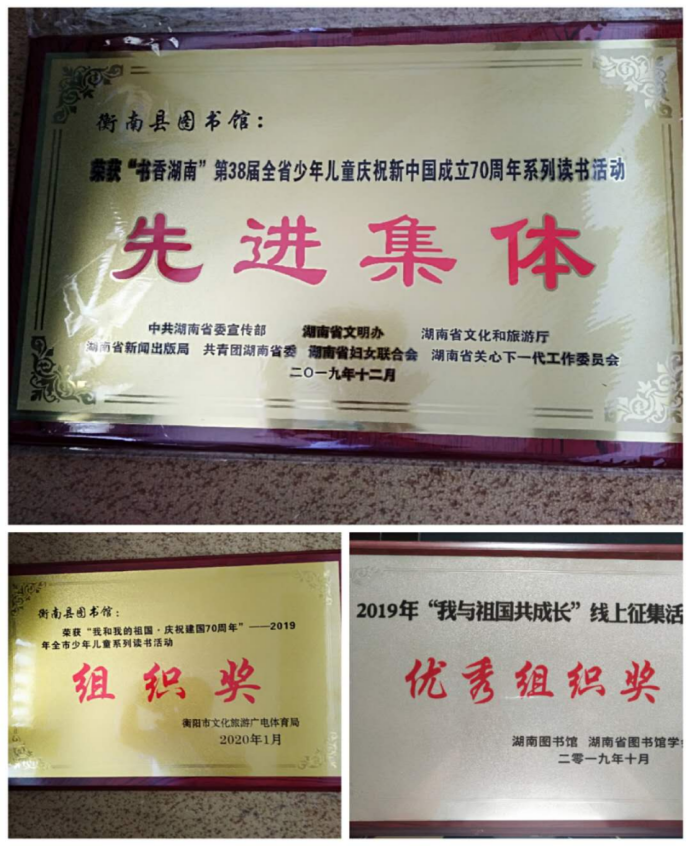 衡南县图书馆：
荣获“书香湖南”第38届全省少年儿童庆祝新中国成立70周年系列读书活动
先进集体
中共湖南省委宣传部 湖南省文明办 湖南省文化和旅游厅
湖南省新闻出版局 共青团湖南省委 湖南省妇女联合会 湖南省关心下一代工作委员会
二〇一九年十二月
衡南县图书馆：
荣获“我和我的祖国·庆祝建国70周年”——2019
年全市少年儿童系列读书活动
组织奖
衡阳市文化旅游广电体育局
2020年1月
2019年“我与祖国共成长”线上征集活
优秀组织奖
湖南图书馆 湖南省图书馆学
二零一九年十月